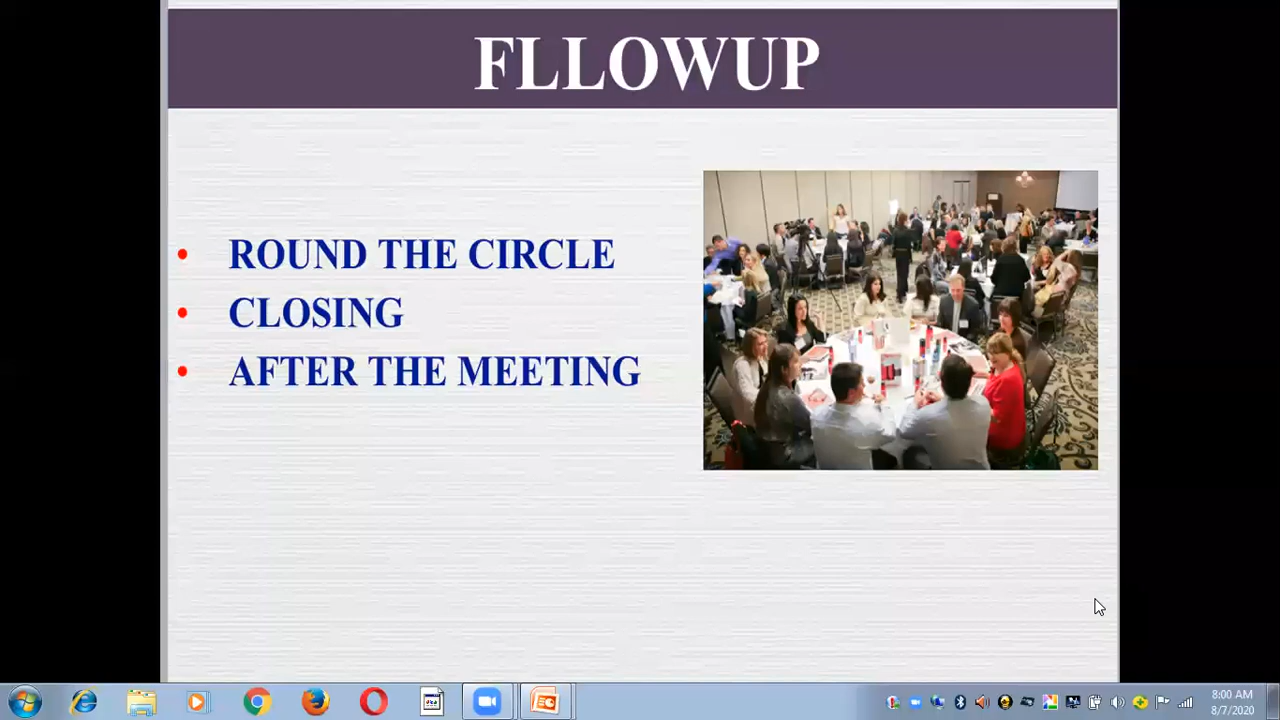 FLLOWUP
• ROUND THE CIRCLE
• CLOSING
• AFTER THE MEETING
8:00 AM
8/7/2020